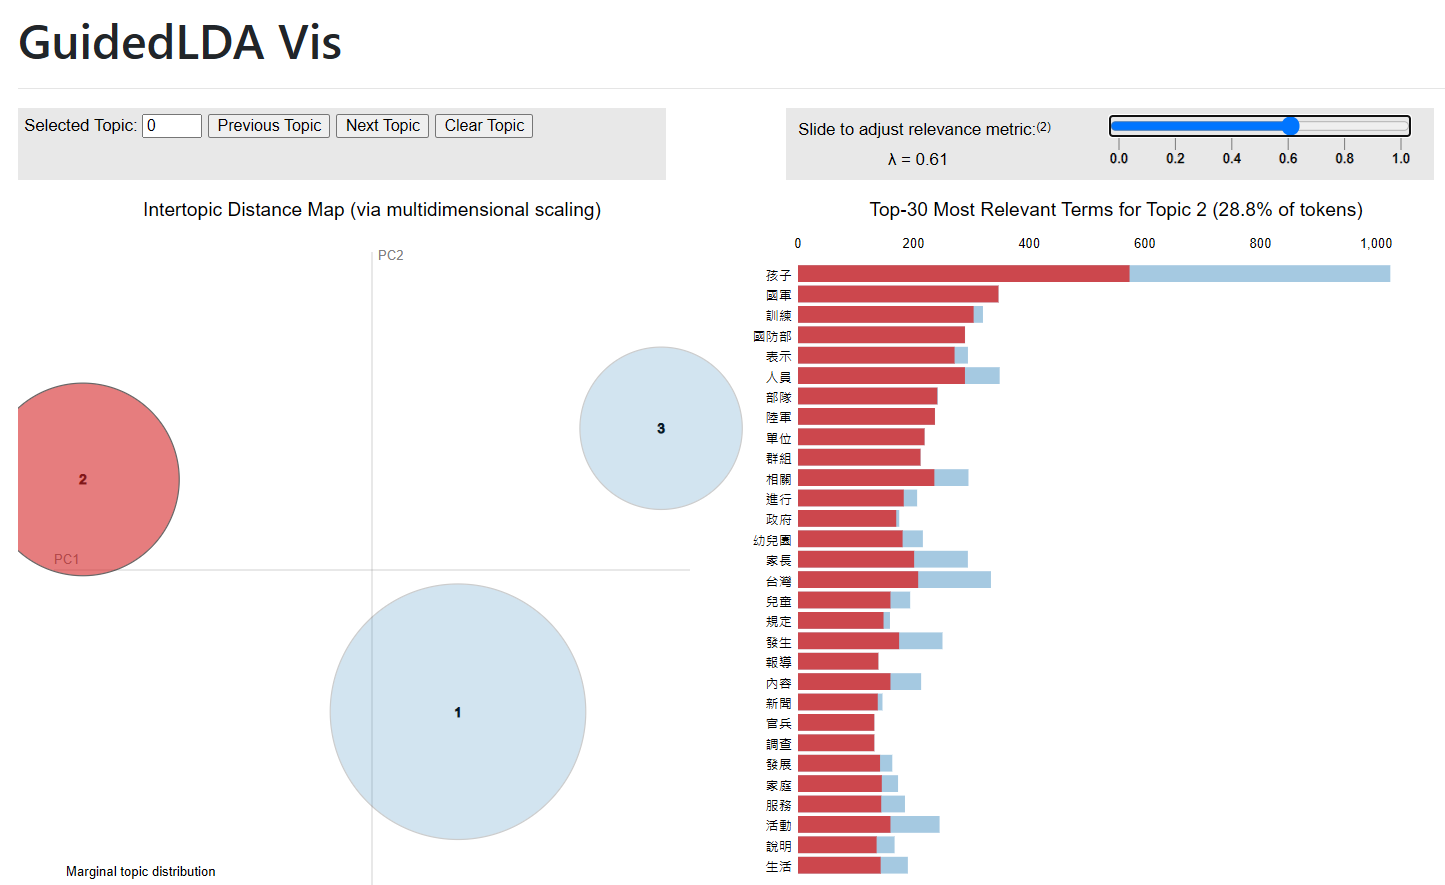 GuidedLDA Vis
Selected Topic: 0 Previous Topic Next Topic Clear Topic
Slide to adjust relevance metric:(2)
λ = 0.61
0.0 0.2 0.4 0.6 0.8 1.0
Intertopic Distance Map (via multidimensional scaling)
PC2
PC1
2
3
1
Marginal topic distribution
Top-30 Most Relevant Terms for Topic 2 (28.8% of tokens)
0 200 400 600 800 1,000
孩子
國軍
訓練
國防部
表示
人員
部隊
陸軍
單位
群組
相關
進行
政府
幼兒園
家長
台灣
兒童
規定
發生
報導
內容
新聞
官兵
調查
發展
家庭
服務
活動
說明
生活